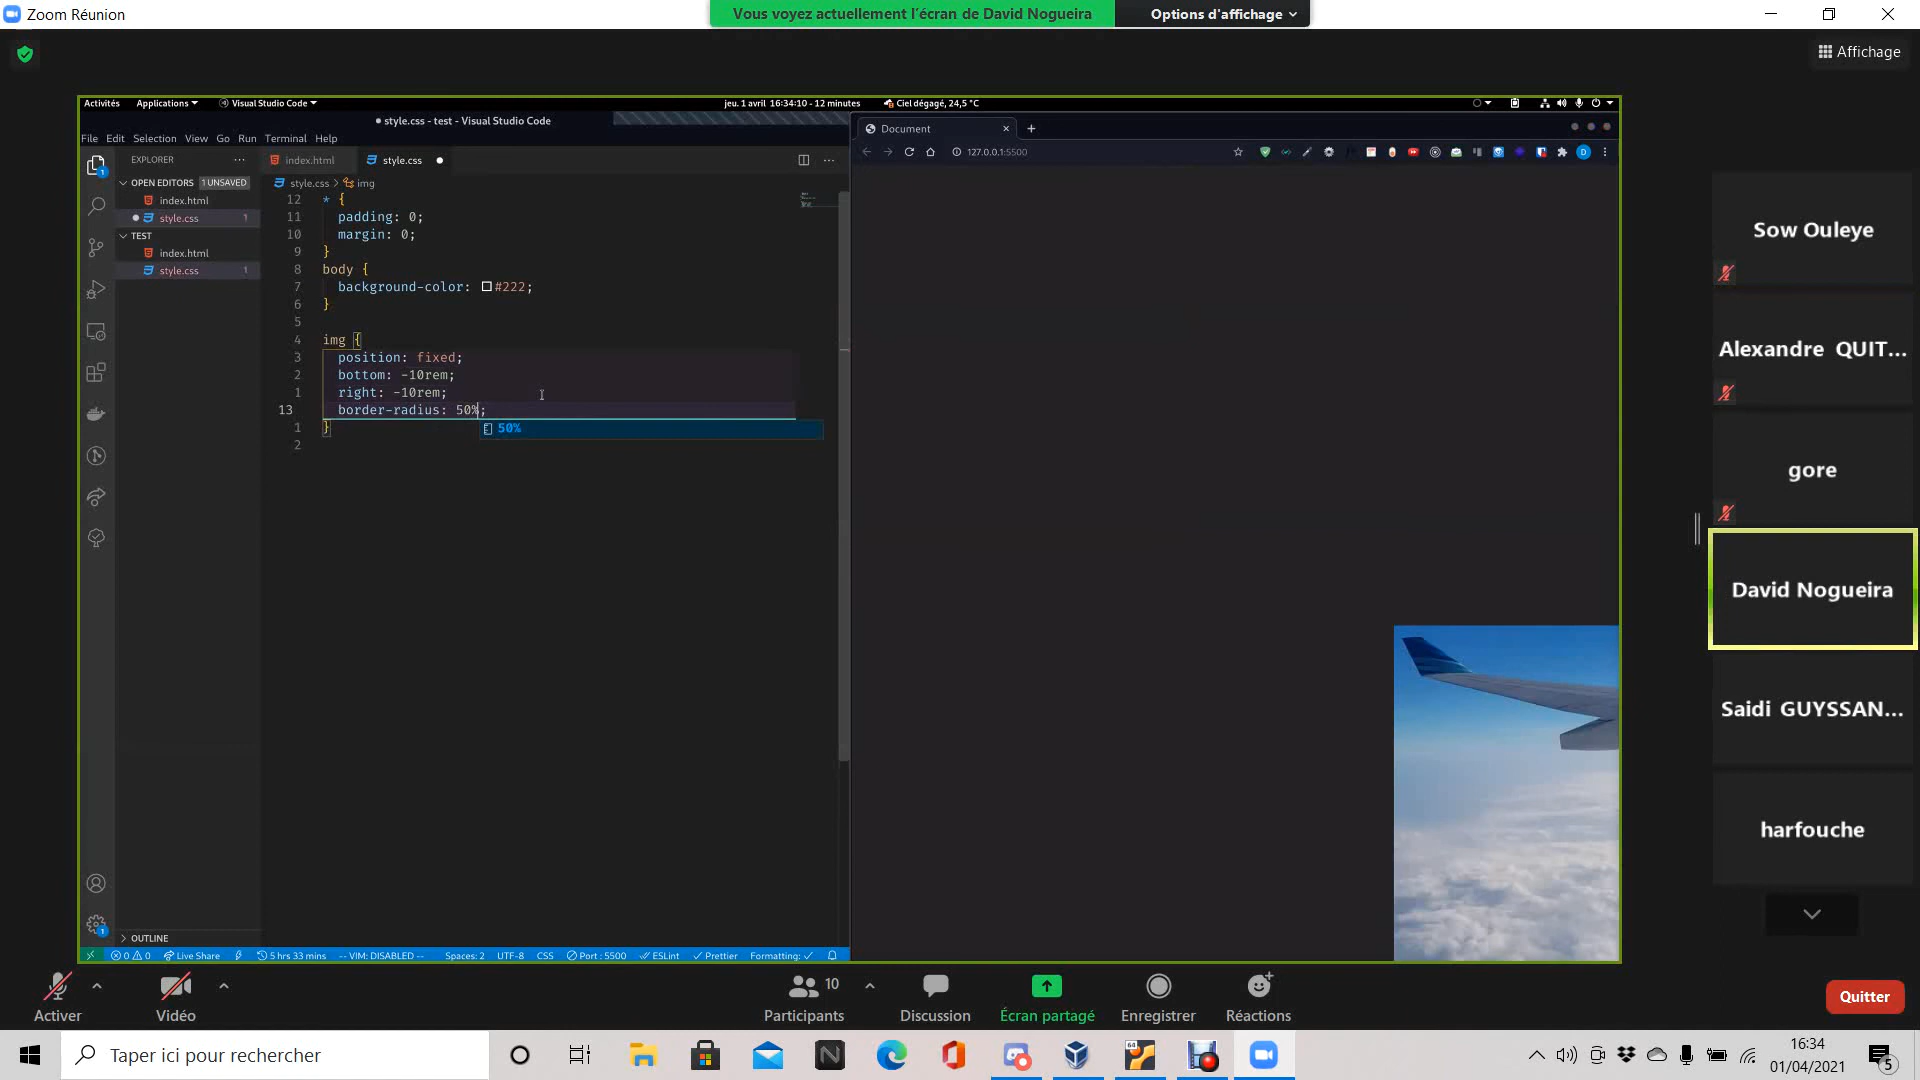 Zoom Réunion
Vous voyez actuellement l'écran de David Nogueira
Options d'affichage
Affichage
Activités
Applications
Visual Studio Code
jeu. 1 avril 16:34:10 - 12 minutes
Ciel dégagé, 24,5 °C
● style.css - test - Visual Studio Code
File Edit Selection View Go Run Terminal Help
EXPLORER
OPEN EDITORS 1 UNSAVED
index.html
style.css 1
TEST
index.html
style.css 1
OUTLINE
index.html
style.css
style.css > img
12 * {
11 padding: 0;
10 margin: 0;
9 }
8 body {
7 background-color: #222;
6 }
5
4 img {
3 position: fixed;
2 bottom: -10rem;
1 right: -10rem;
13 border-radius: 50%;
50%
1 }
2
Document
127.0.0.1:5500
D
0 0
Live Share
5 hrs 33 mins
-- VIM: DISABLED --
Spaces: 2
UTF-8
CSS
Port : 5500
ESLint
Prettier
Formatting:
Sow Ouleye
Alexandre QUIT...
gore
David Nogueira
Saidi GUYSSAN...
harfouche
Activer
Vidéo
Participants
10
Discussion
Écran partagé
Enregistrer
Réactions
Quitter
Taper ici pour rechercher
16:34
01/04/2021
5